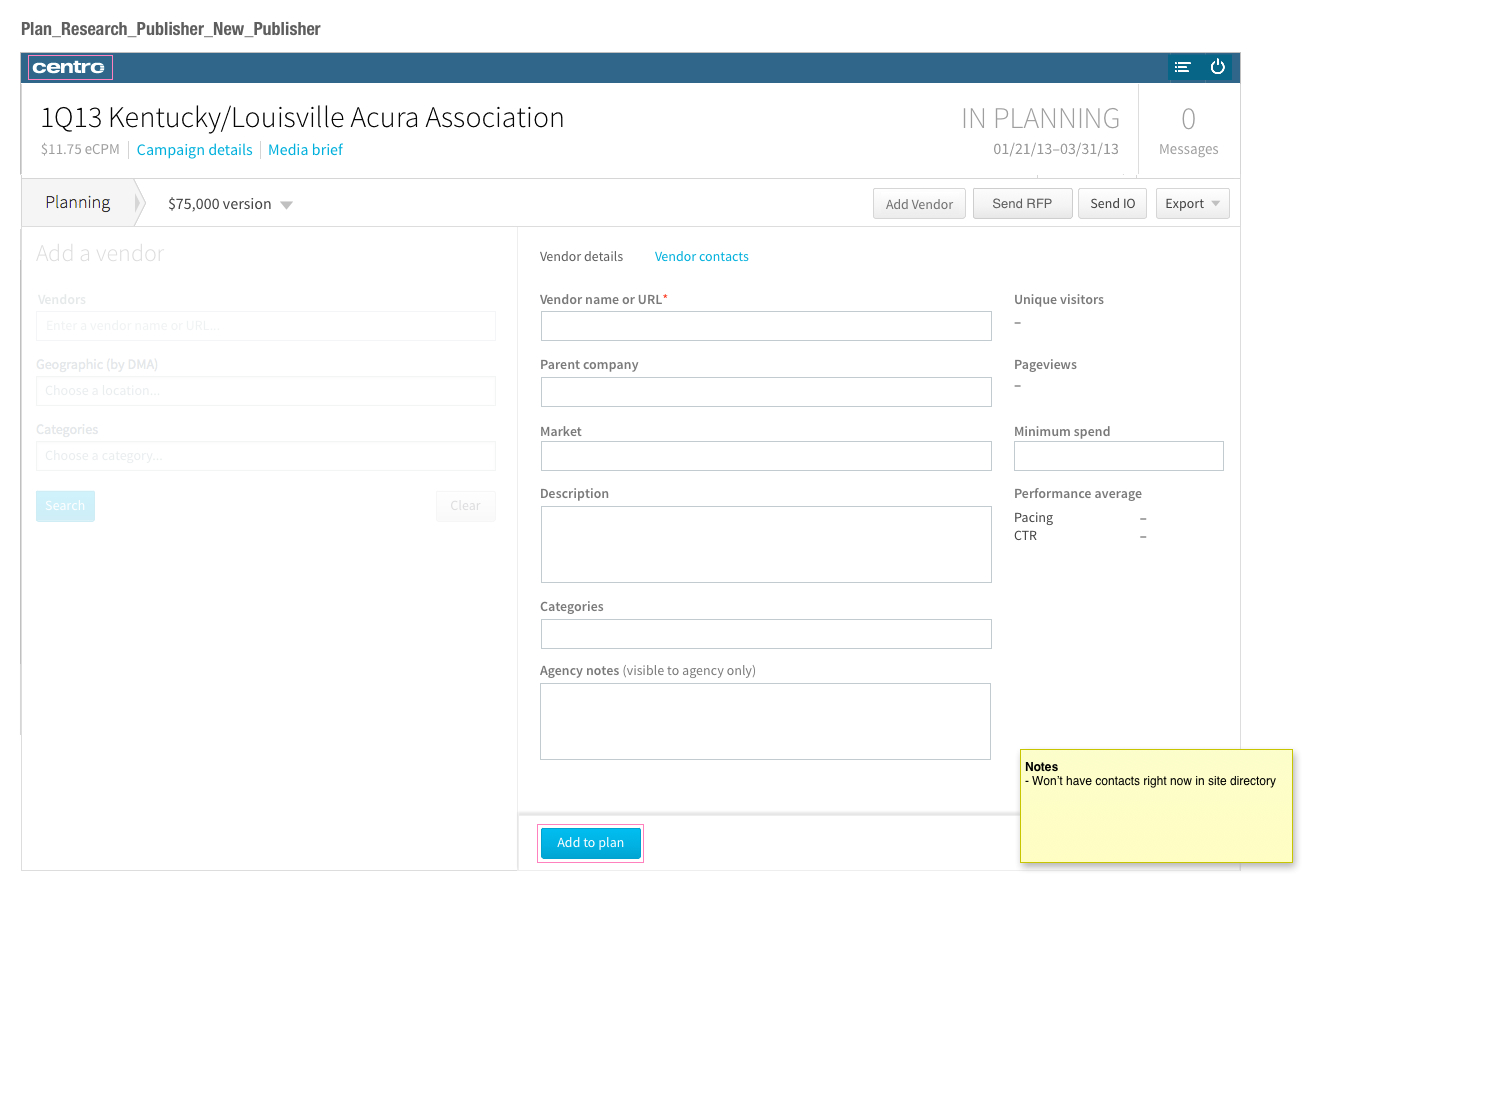 Plan_Research_Publisher_New_Publisher
centro
1Q13 Kentucky/Louisville Acura Association
IN PLANNING
0
$11.75 eCPM
Campaign details
Media brief
01/21/13–03/31/13
Messages
Planning
$75,000 version
Add Vendor
Send RFP
Send IO
Export
Add a vendor
Vendors
Enter a vendor name or URL...
Geographic (by DMA)
Choose a location...
Categories
Choose a category...
Search
Clear
Vendor details
Vendor contacts
Vendor name or URL*
Parent company
Market
Description
Categories
Agency notes (visible to agency only)
Unique visitors
–
Pageviews
–
Minimum spend
Performance average
Pacing –
CTR –
Add to plan
Notes
- Won't have contacts right now in site directory